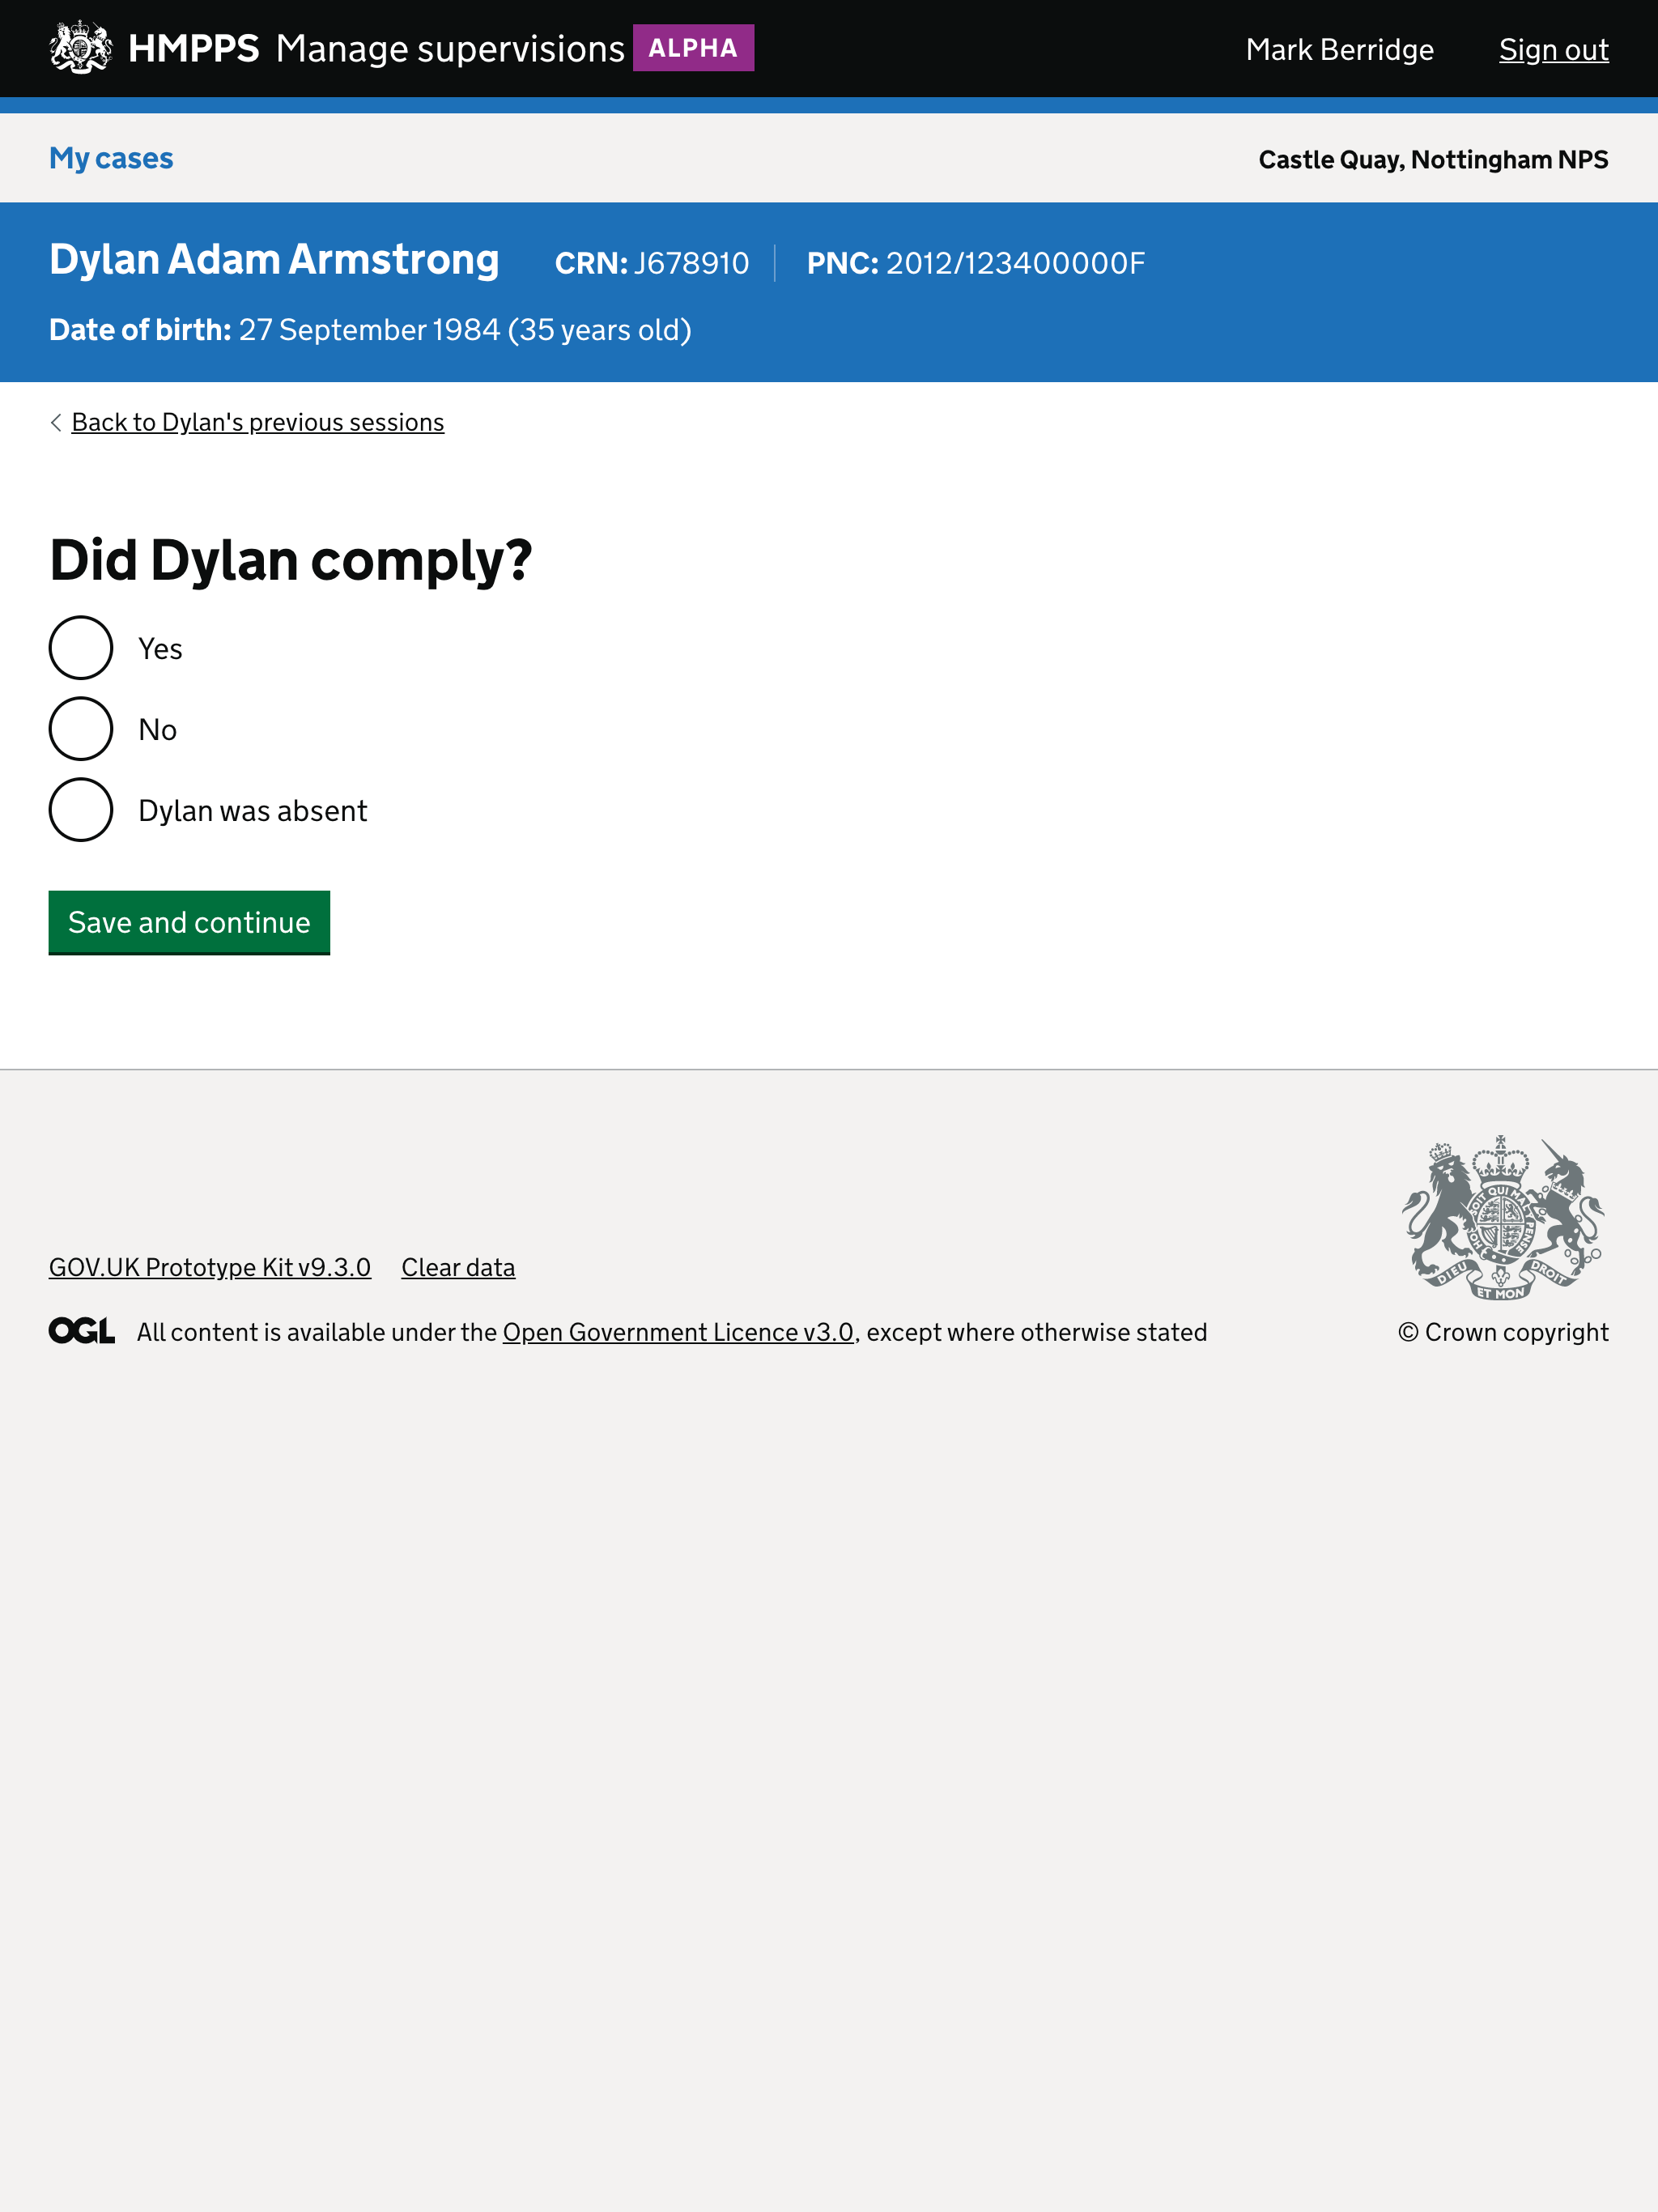 HMPPS Manage supervisions ALPHA Mark Berridge Sign out
My cases Castle Quay, Nottingham NPS
Dylan Adam Armstrong CRN: J678910 PNC: 2012/123400000F
Date of birth: 27 September 1984 (35 years old)
Back to Dylan's previous sessions
Did Dylan comply?
Yes
No
Dylan was absent
Save and continue
SOIT QUI MAL
PENSE
HON
DIEU ET MON DROIT
GOV.UK Prototype Kit v9.3.0 Clear data
OGL All content is available under the Open Government Licence v3.0, except where otherwise stated © Crown copyright